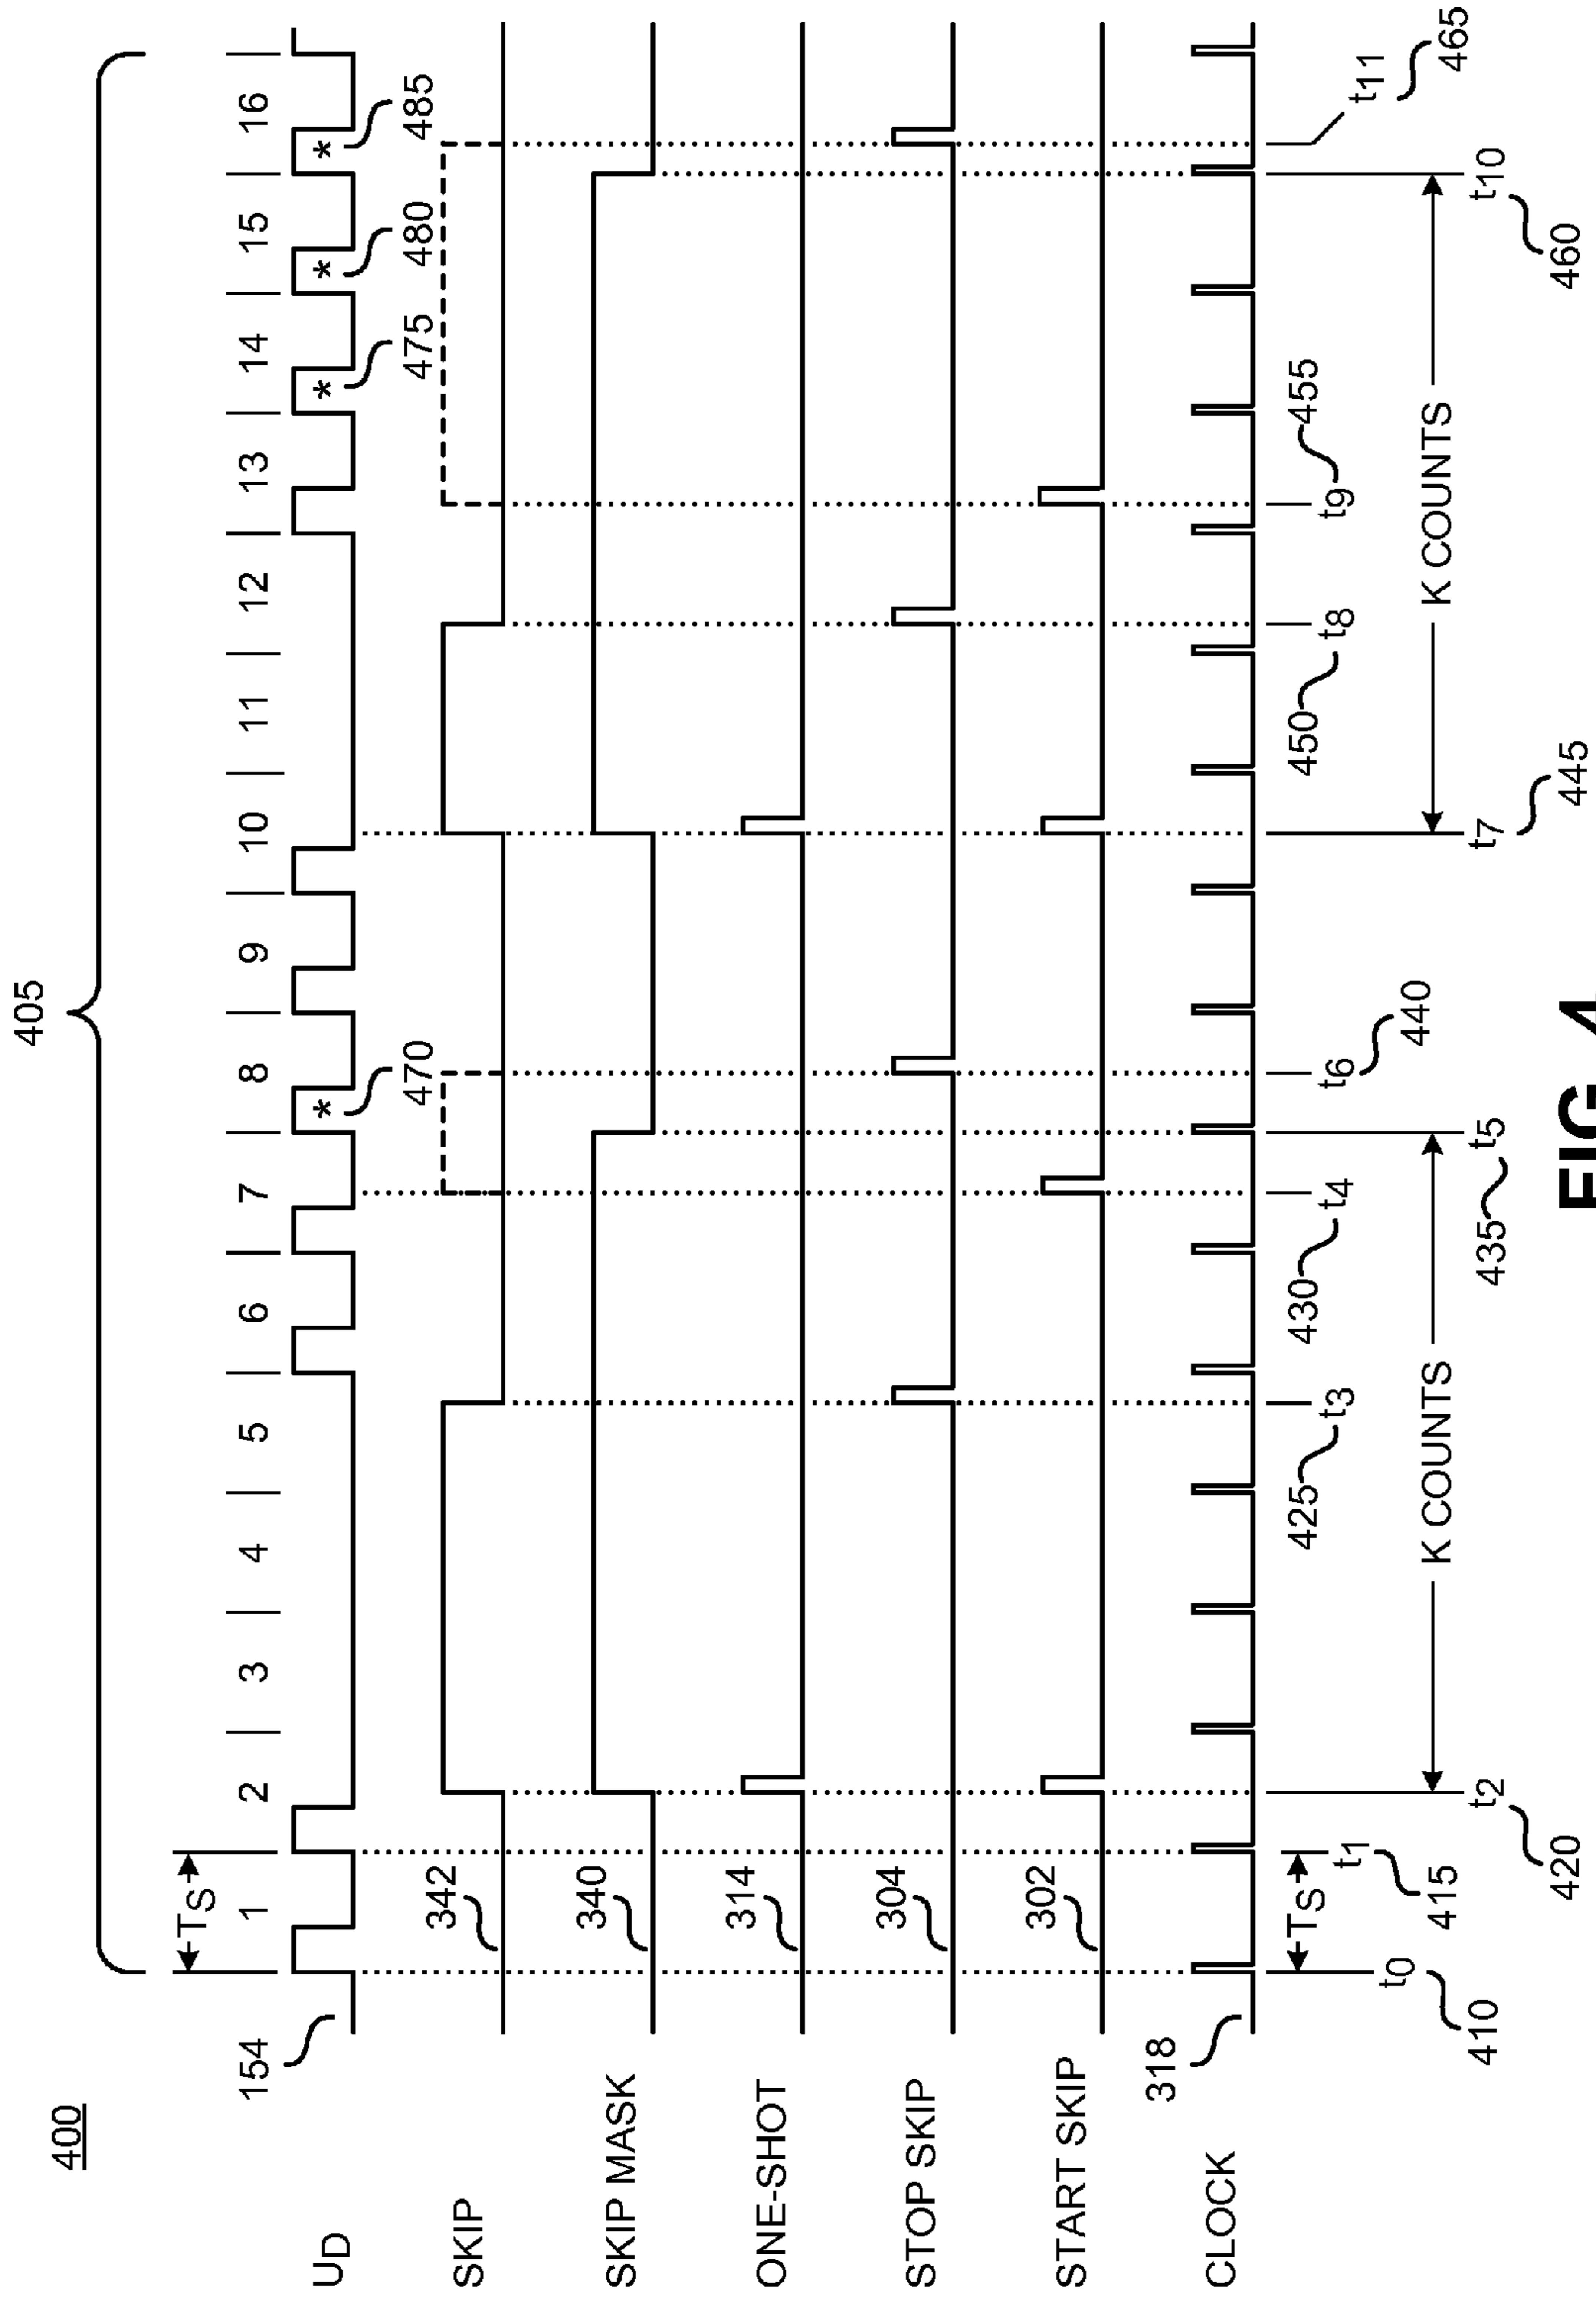 400
405
T_S
1 2 3 4 5 6 7 8 9 10 11 12 13 14 15 16
U_D
154
* 470
* 475
* 480
* 485
SKIP
342
SKIP MASK
340
ONE-SHOT
314
STOP SKIP
304
START SKIP
302
CLOCK
318
T_S
t0 410
t1 415
425 t3
430 t4
t6 440
450 t8
t9 455
t11 465
K COUNTS
K COUNTS
t2 420
435 t5
t7 445
t10 460
FIG. 4